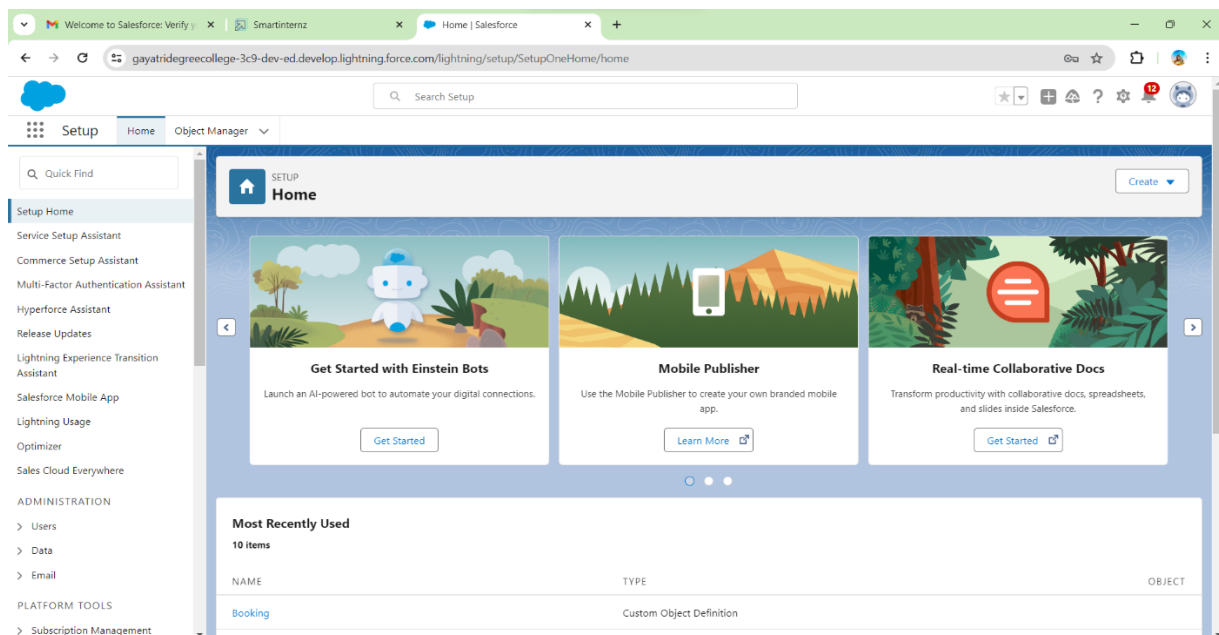 Welcome to Salesforce: Verify y
Smartinternz
Home | Salesforce
gayatridegreecollege-3c9-dev-ed.develop.lightning.force.com/lightning/setup/SetupOneHome/home
Search Setup
12
Setup
Home
Object Manager
Quick Find
Setup Home
Service Setup Assistant
Commerce Setup Assistant
Multi-Factor Authentication Assistant
Hyperforce Assistant
Release Updates
Lightning Experience Transition
Assistant
Salesforce Mobile App
Lightning Usage
Optimizer
Sales Cloud Everywhere
ADMINISTRATION
Users
Data
Email
PLATFORM TOOLS
Subscription Management
SETUP
Home
Create
Get Started with Einstein Bots
Launch an AI-powered bot to automate your digital connections.
Get Started
Mobile Publisher
Use the Mobile Publisher to create your own branded mobile
app.
Learn More
Real-time Collaborative Docs
Transform productivity with collaborative docs, spreadsheets,
and slides inside Salesforce.
Get Started
Most Recently Used
10 items
NAME TYPE OBJECT
Booking Custom Object Definition